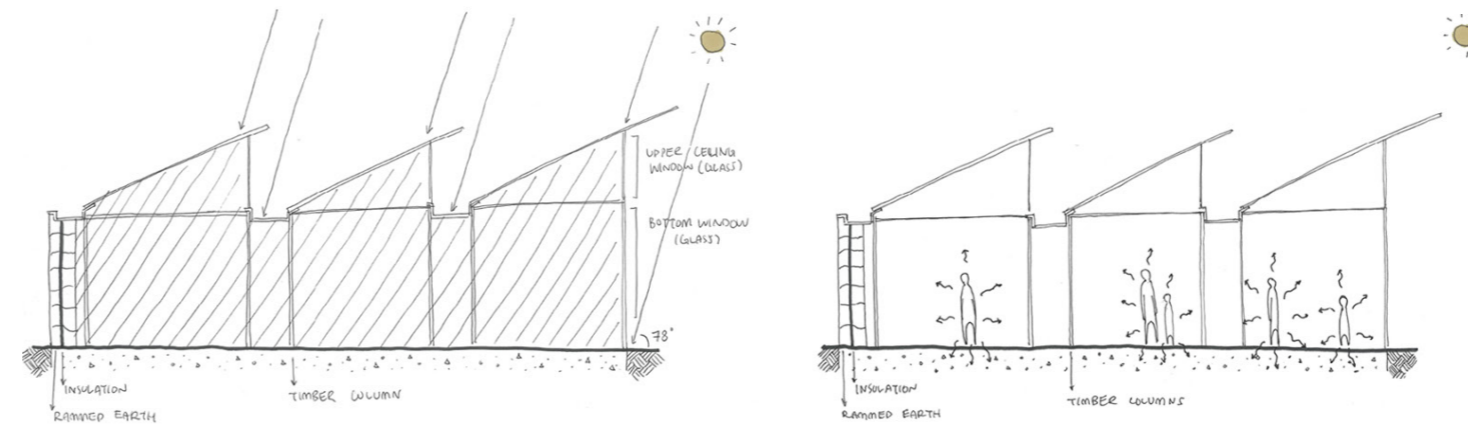 UPPER CEILING
WINDOW (GLASS)
BOTTOM WINDOW
(GLASS)
78°
INSULATION
TIMBER COLUMN
RAMMED EARTH
INSULATION
TIMBER COLUMNS
RAMMED EARTH